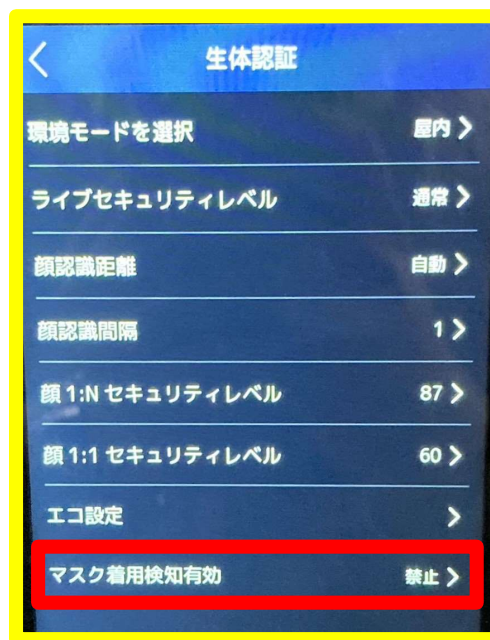 生体認証
環境モードを選択 屋内
ライブセキュリティレベル 通常
顔認識距離 自動
顔認識間隔 1
顔 1:N セキュリティレベル 87
顔 1:1 セキュリティレベル 60
エコ設定
マスク着用検知有効 禁止